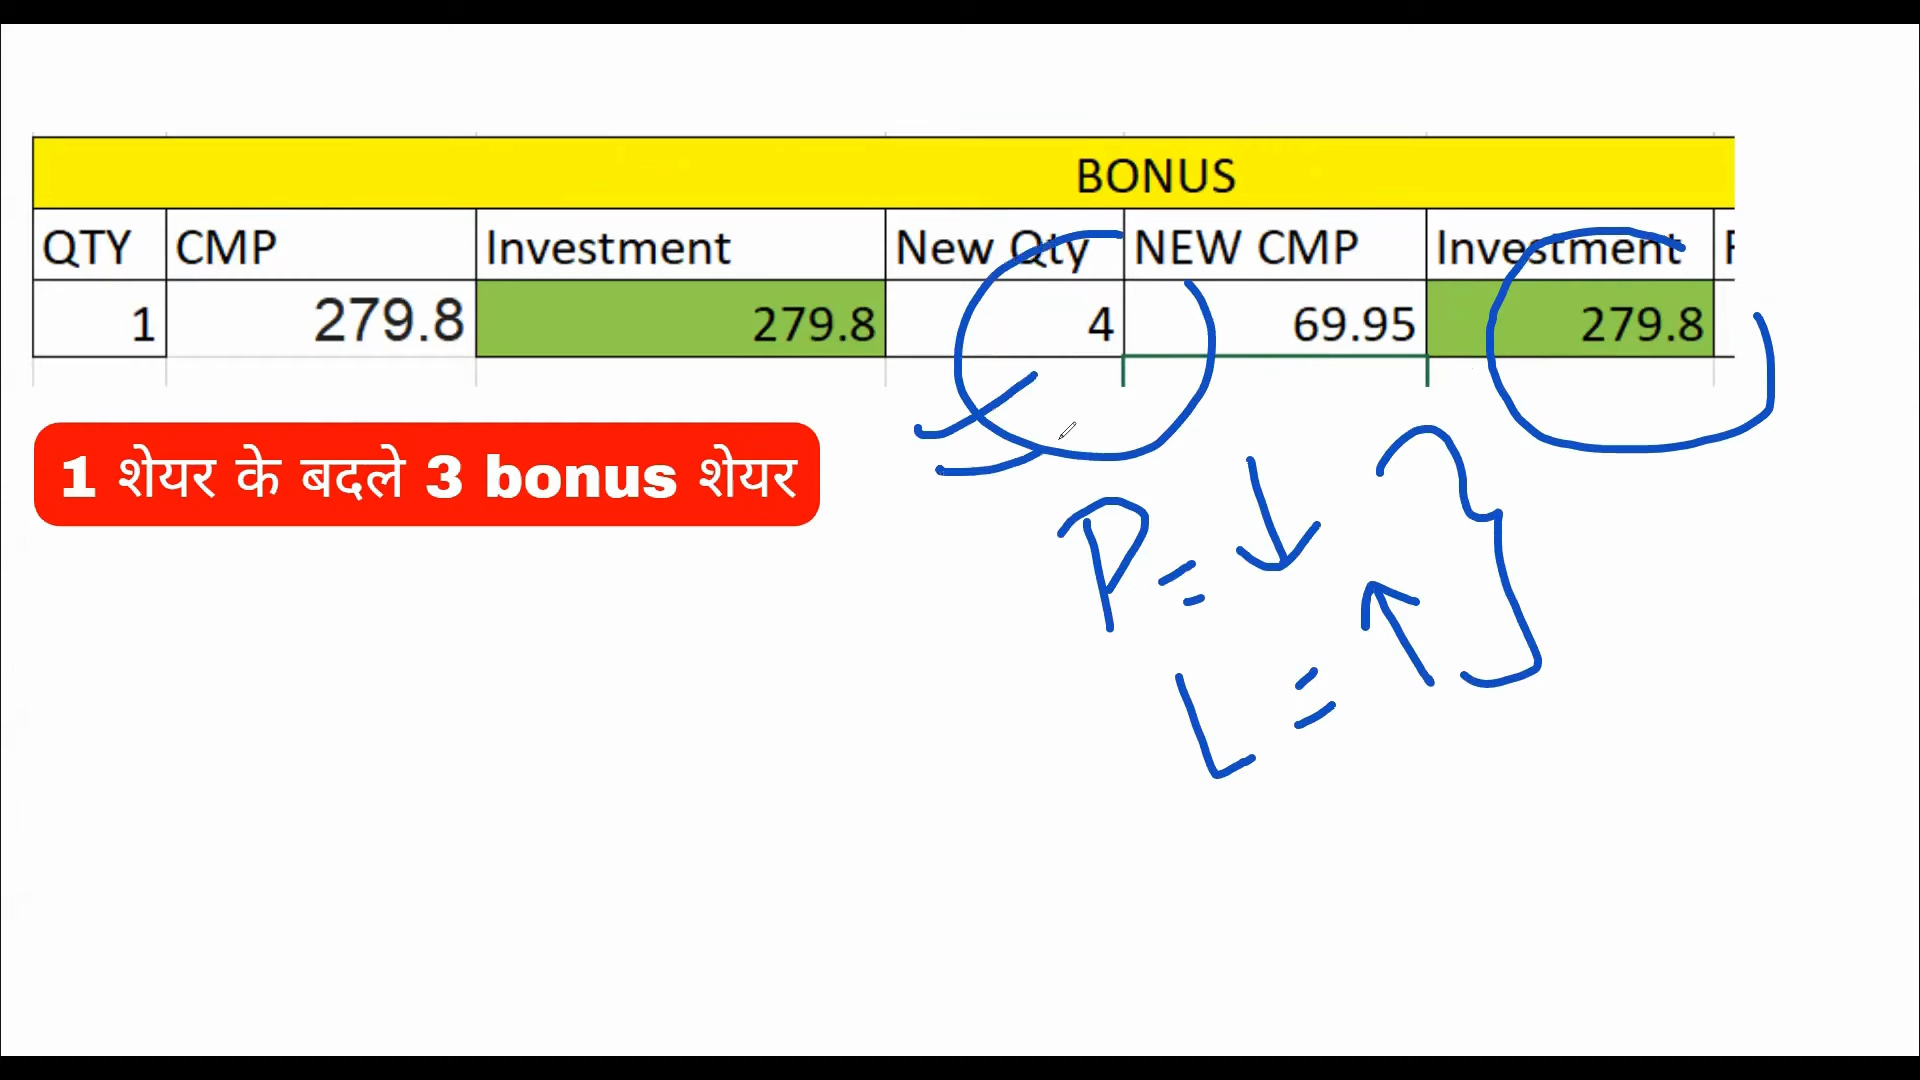 BONUS
QTY CMP Investment New Qty NEW CMP Investment
1 279.8 279.8 4 69.95 279.8
1 शेयर के बदले 3 bonus शेयर
P = ↓
L = ↑